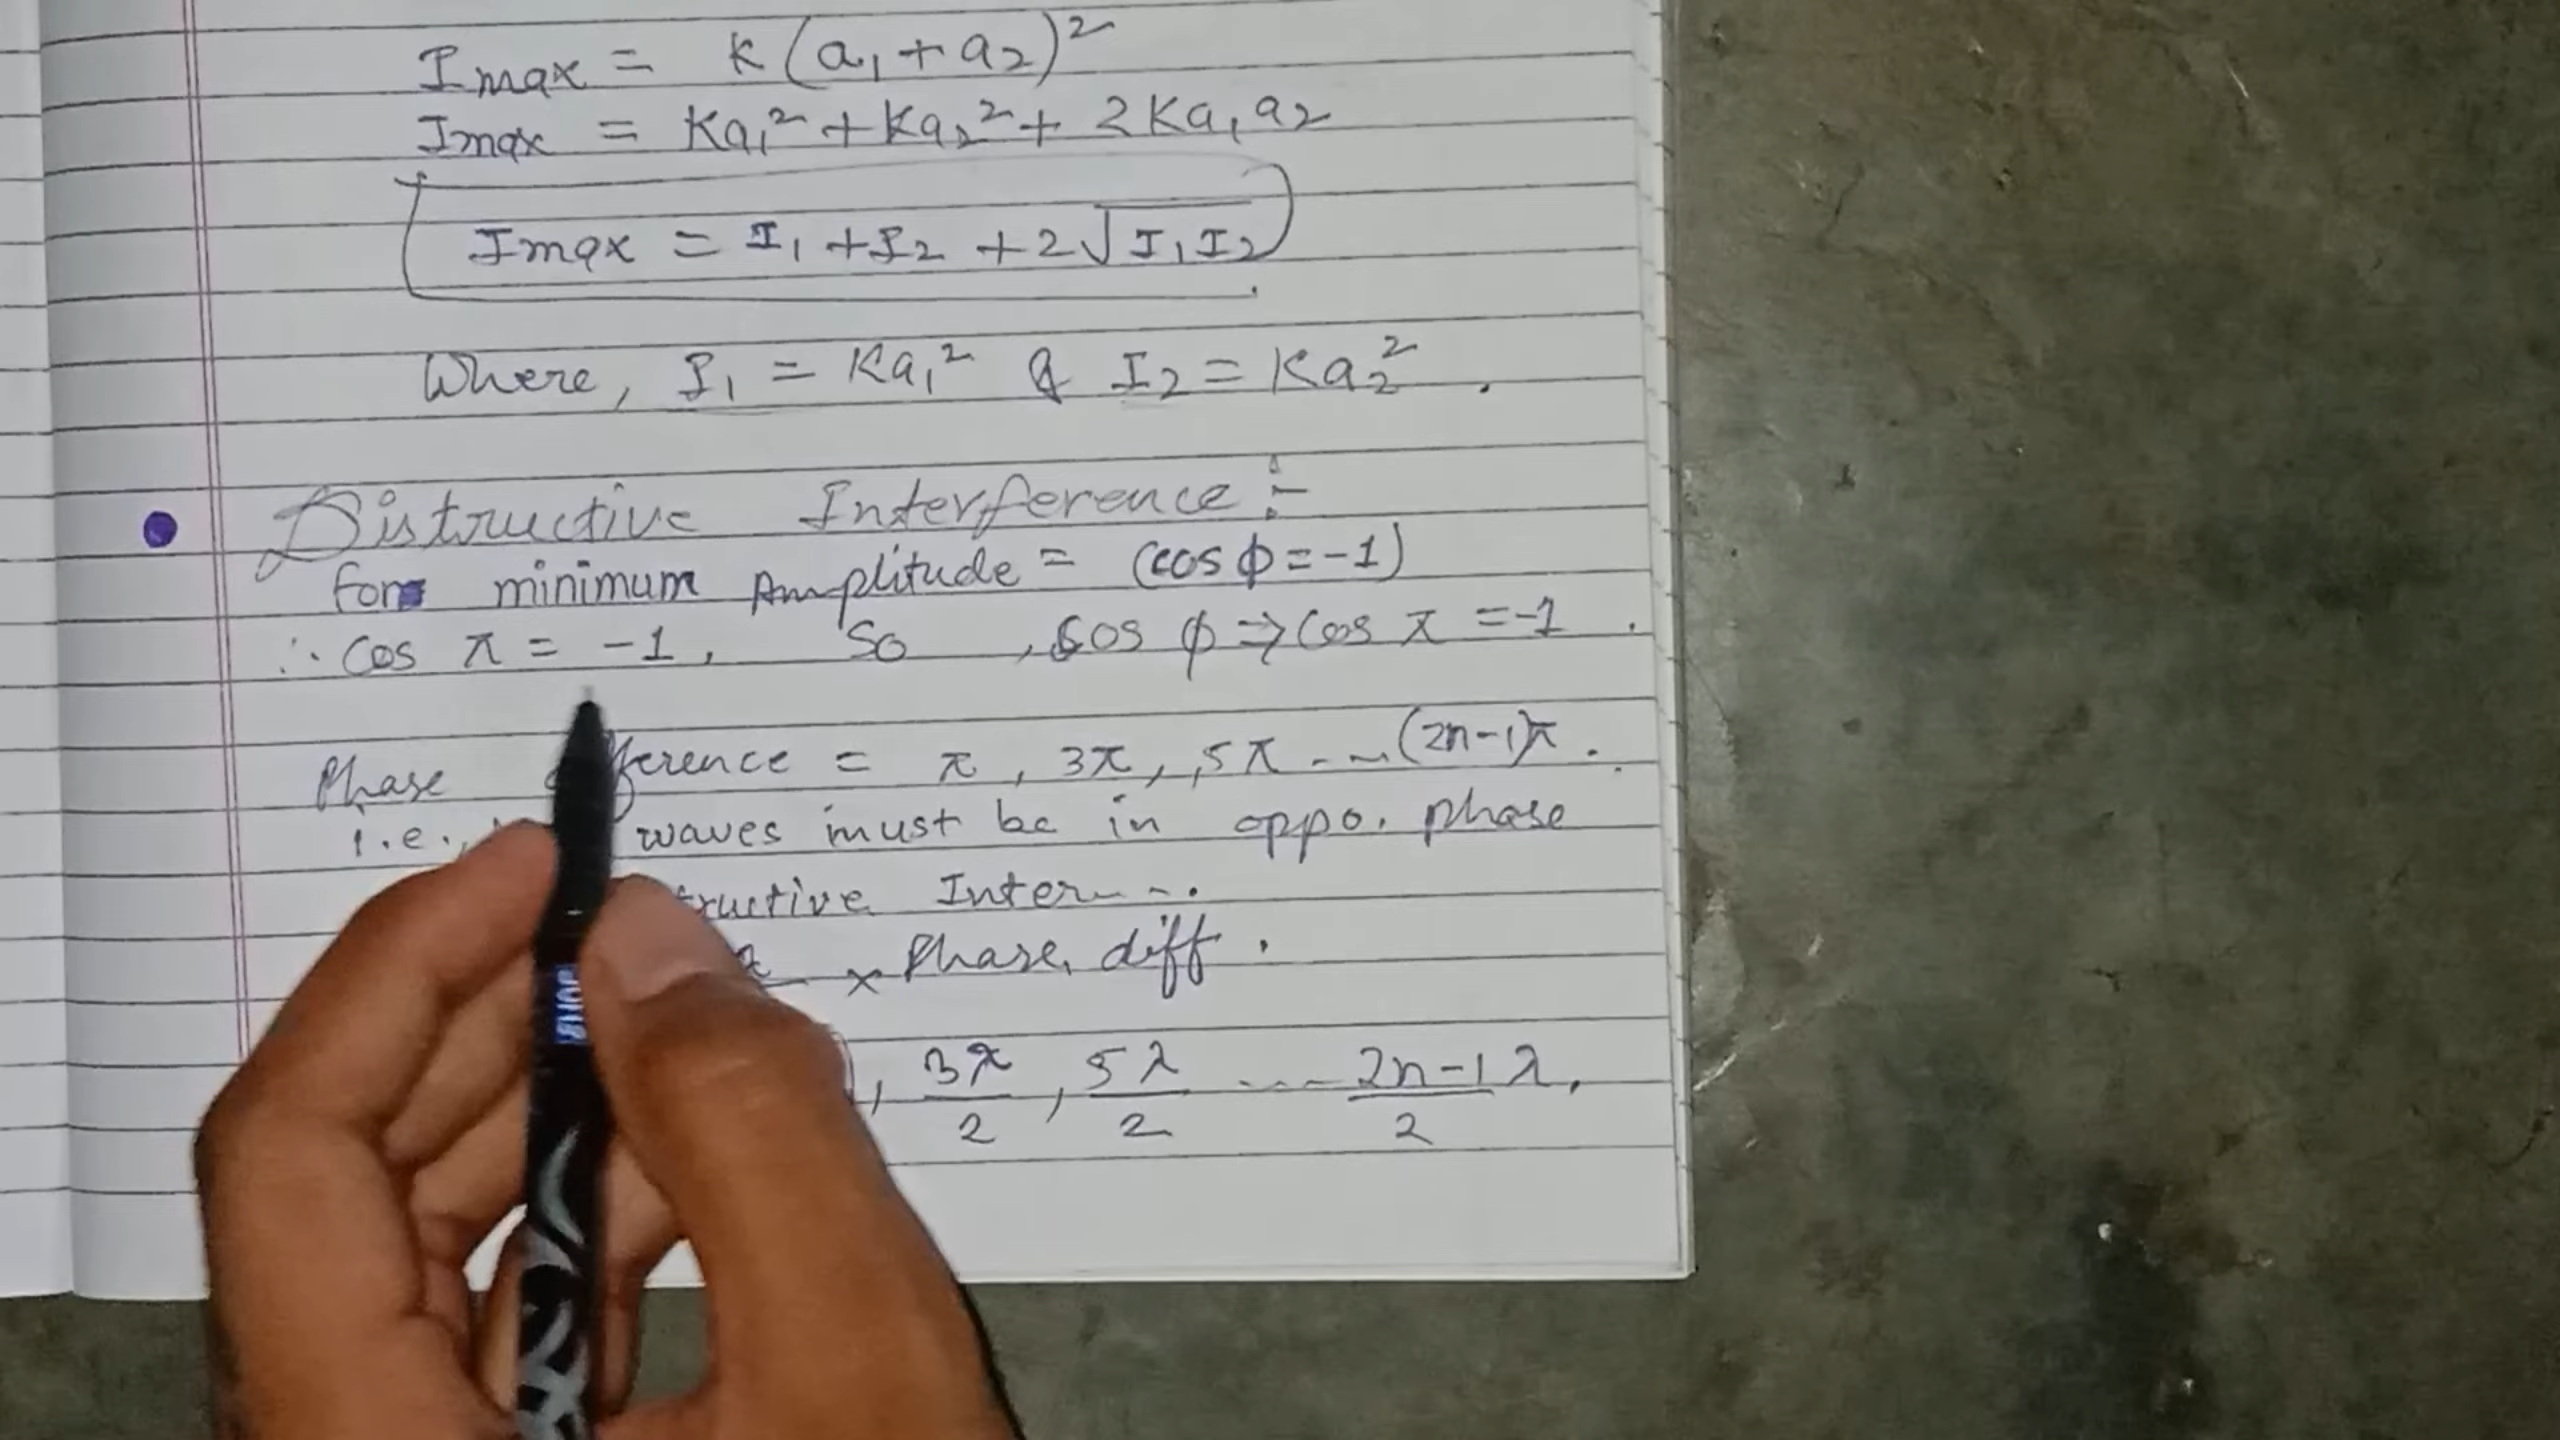 Imax = K(a₁ + a₂)²
Imax = Ka₁² + Ka₂² + 2Ka₁a₂
Imax = I₁ + I₂ + 2√I₁I₂
Where, I₁ = Ka₁² & I₂ = Ka₂².
Distructive Interference :-
for minimum Amplitude = (cos ϕ = -1)
∴ cos π = -1, So, cos ϕ ⇒ cos π = -1.
Phase = π, 3π, 5π ... (2n-1)π.
i.e., waves must be in oppo. phase
Inter....
× Phase diff.
, 3λ/2, 5λ/2 ... 2n-1/2 λ,